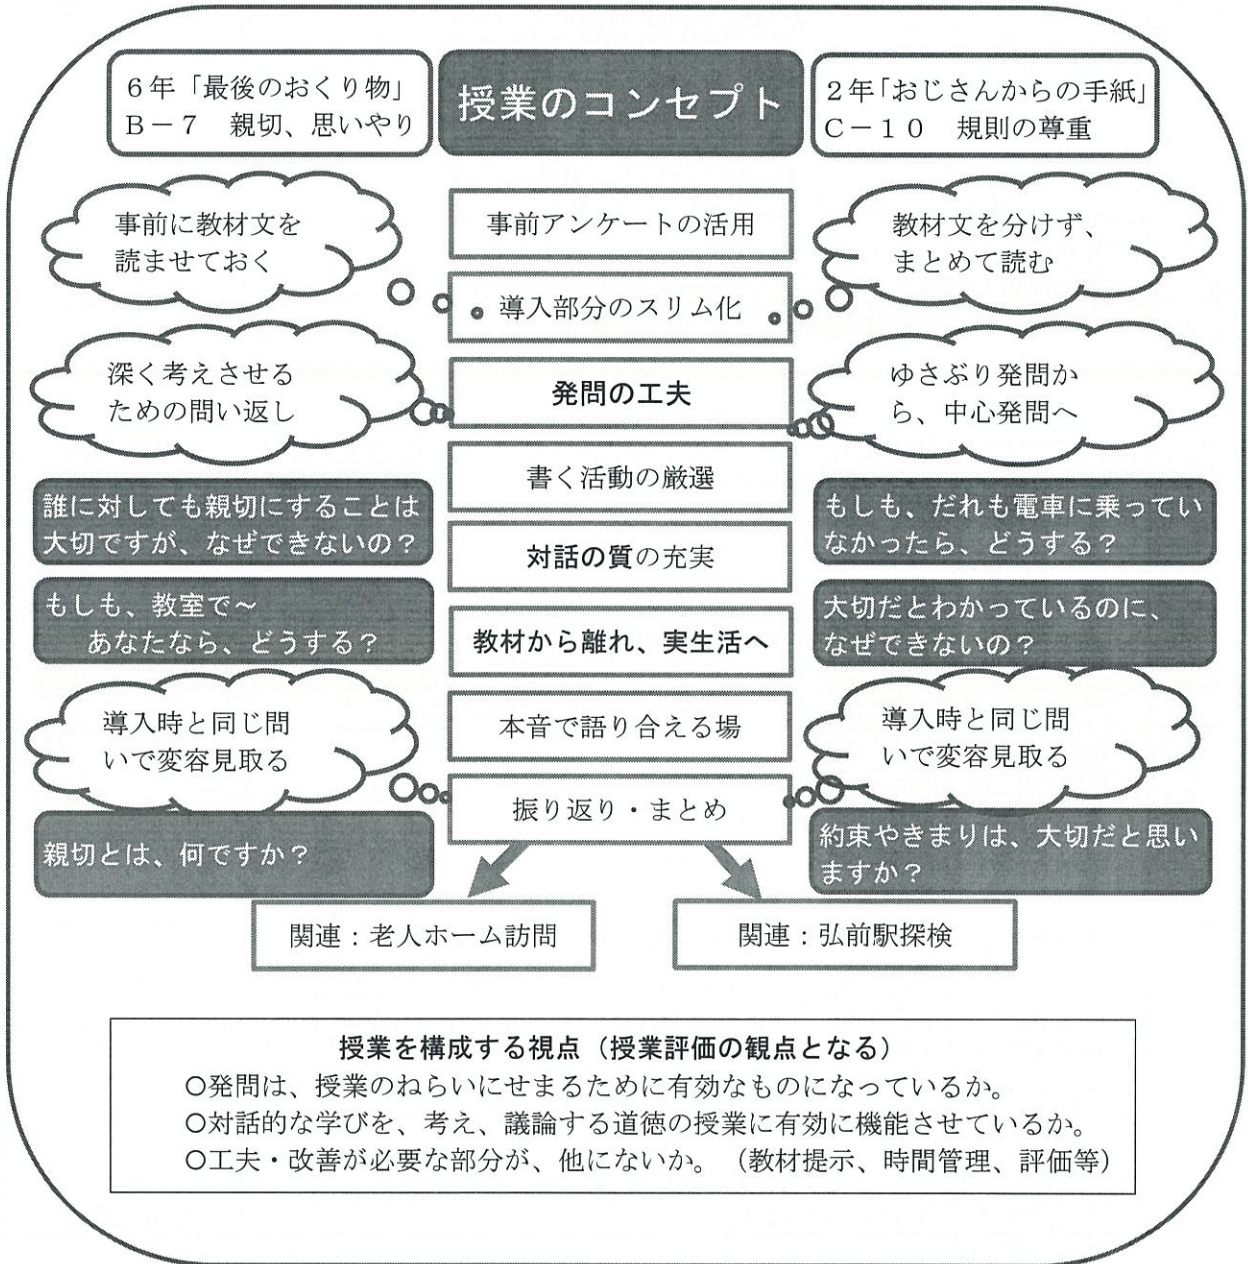 6年「最後のおくり物」
B－7　親切、思いやり
授業のコンセプト
2年「おじさんからの手紙」
C－10　規則の尊重
事前に教材文を
読ませておく
事前アンケートの活用
教材文を分けず、
まとめて読む
導入部分のスリム化
深く考えさせる
ための問い返し
発問の工夫
ゆさぶり発問か
ら、中心発問へ
書く活動の厳選
誰に対しても親切にすることは
大切ですが、なぜできないの？
対話の質の充実
もしも、だれも電車に乗ってい
なかったら、どうする？
もしも、教室で～
あなたなら、どうする？
教材から離れ、実生活へ
大切だとわかっているのに、
なぜできないの？
導入時と同じ問
いで変容見取る
本音で語り合える場
導入時と同じ問
いで変容見取る
振り返り・まとめ
親切とは、何ですか？
約束やきまりは、大切だと思い
ますか？
関連：老人ホーム訪問
関連：弘前駅探検
授業を構成する視点（授業評価の観点となる）
○発問は、授業のねらいにせまるために有効なものになっているか。
○対話的な学びを、考え、議論する道徳の授業に有効に機能させているか。
○工夫・改善が必要な部分が、他にないか。（教材提示、時間管理、評価等）